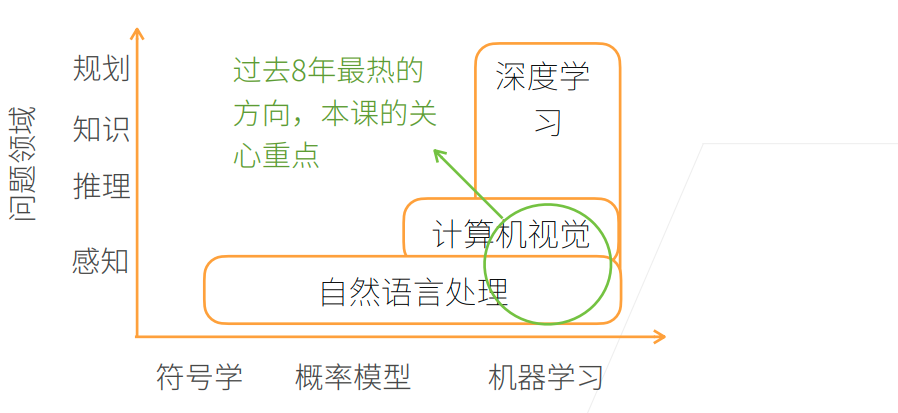 规划
知识
推理
感知
问题领域
过去8年最热的
方向，本课的关
心重点
深度学
习
计算机视觉
自然语言处理
符号学
概率模型
机器学习